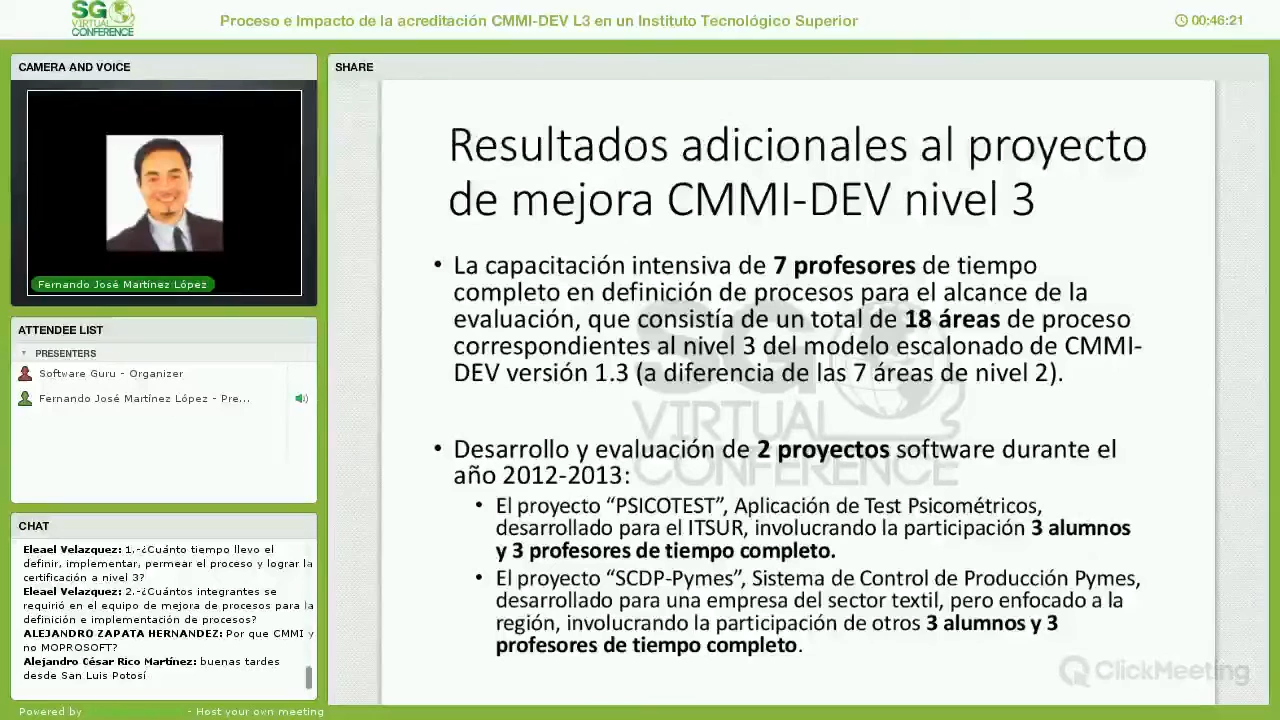 SG
VIRTUAL
CONFERENCE
Proceso e Impacto de la acreditación CMMI-DEV L3 en un Instituto Tecnológico Superior
00:46:21
CAMERA AND VOICE
Fernando José Martínez López
ATTENDEE LIST
PRESENTERS
Software Guru - Organizer
Fernando José Martínez López - Pre...
CHAT
Eleael Velazquez: 1.-¿Cuánto tiempo llevo el
definir, implementar, permear el proceso y lograr la
certificación a nivel 3?
Eleael Velazquez: 2.-¿Cuántos integrantes se
requirió en el equipo de mejora de procesos para la
definición e implementación de procesos?
ALEJANDRO ZAPATA HERNANDEZ: Por que CMMI y
no MOPROSOFT?
Alejandro César Rico Martínez: buenas tardes
desde San Luis Potosí
Powered by
- Host your own meeting
SHARE
Resultados adicionales al proyecto
de mejora CMMI-DEV nivel 3
• La capacitación intensiva de 7 profesores de tiempo
completo en definición de procesos para el alcance de la
evaluación, que consistía de un total de 18 áreas de proceso
correspondientes al nivel 3 del modelo escalonado de CMMI-
DEV versión 1.3 (a diferencia de las 7 áreas de nivel 2).
• Desarrollo y evaluación de 2 proyectos software durante el
año 2012-2013:
• El proyecto “PSICOTEST”, Aplicación de Test Psicométricos,
desarrollado para el ITSUR, involucrando la participación 3 alumnos
y 3 profesores de tiempo completo.
• El proyecto “SCDP-Pymes”, Sistema de Control de Producción Pymes,
desarrollado para una empresa del sector textil, pero enfocado a la
región, involucrando la participación de otros 3 alumnos y 3
profesores de tiempo completo.
SG
VIRTUAL
CONFERENCE
ClickMeeting